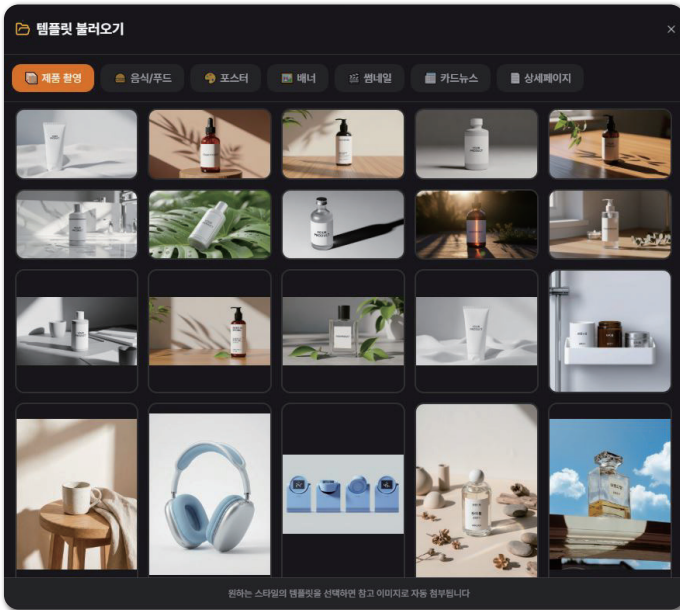 템플릿 불러오기
제품 촬영
음식/푸드
포스터
배너
썸네일
카드뉴스
상세페이지
원하는 스타일의 템플릿을 선택하면 참고 이미지로 자동 첨부됩니다